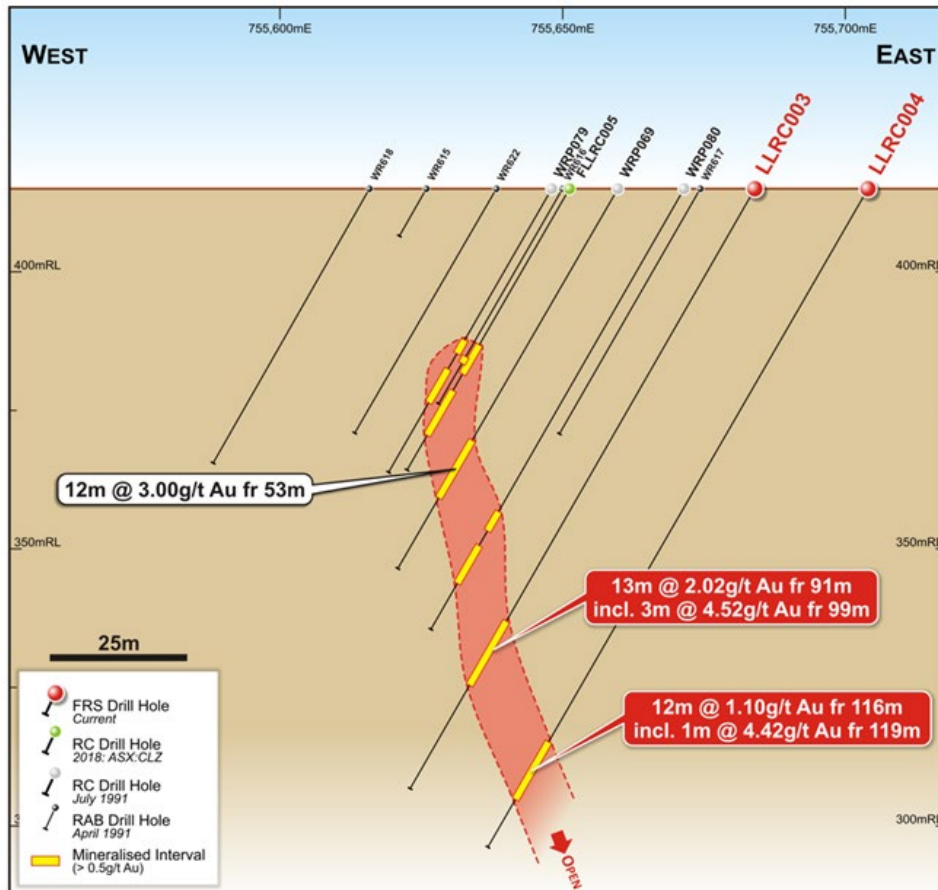 755,600mE
755,650mE
755,700mE
WEST
EAST
WR618
WR615
WR622
WRP079
WR616
FLLRC005
WRP069
WRP080
WR617
LLRC003
LLRC004
400mRL
400mRL
12m @ 3.00g/t Au fr 53m
350mRL
350mRL
13m @ 2.02g/t Au fr 91m
incl. 3m @ 4.52g/t Au fr 99m
25m
12m @ 1.10g/t Au fr 116m
incl. 1m @ 4.42g/t Au fr 119m
FRS Drill Hole
Current
RC Drill Hole
2018: ASX:CLZ
RC Drill Hole
July 1991
RAB Drill Hole
April 1991
Mineralised Interval
(> 0.5g/t Au)
300mRL
OPEN